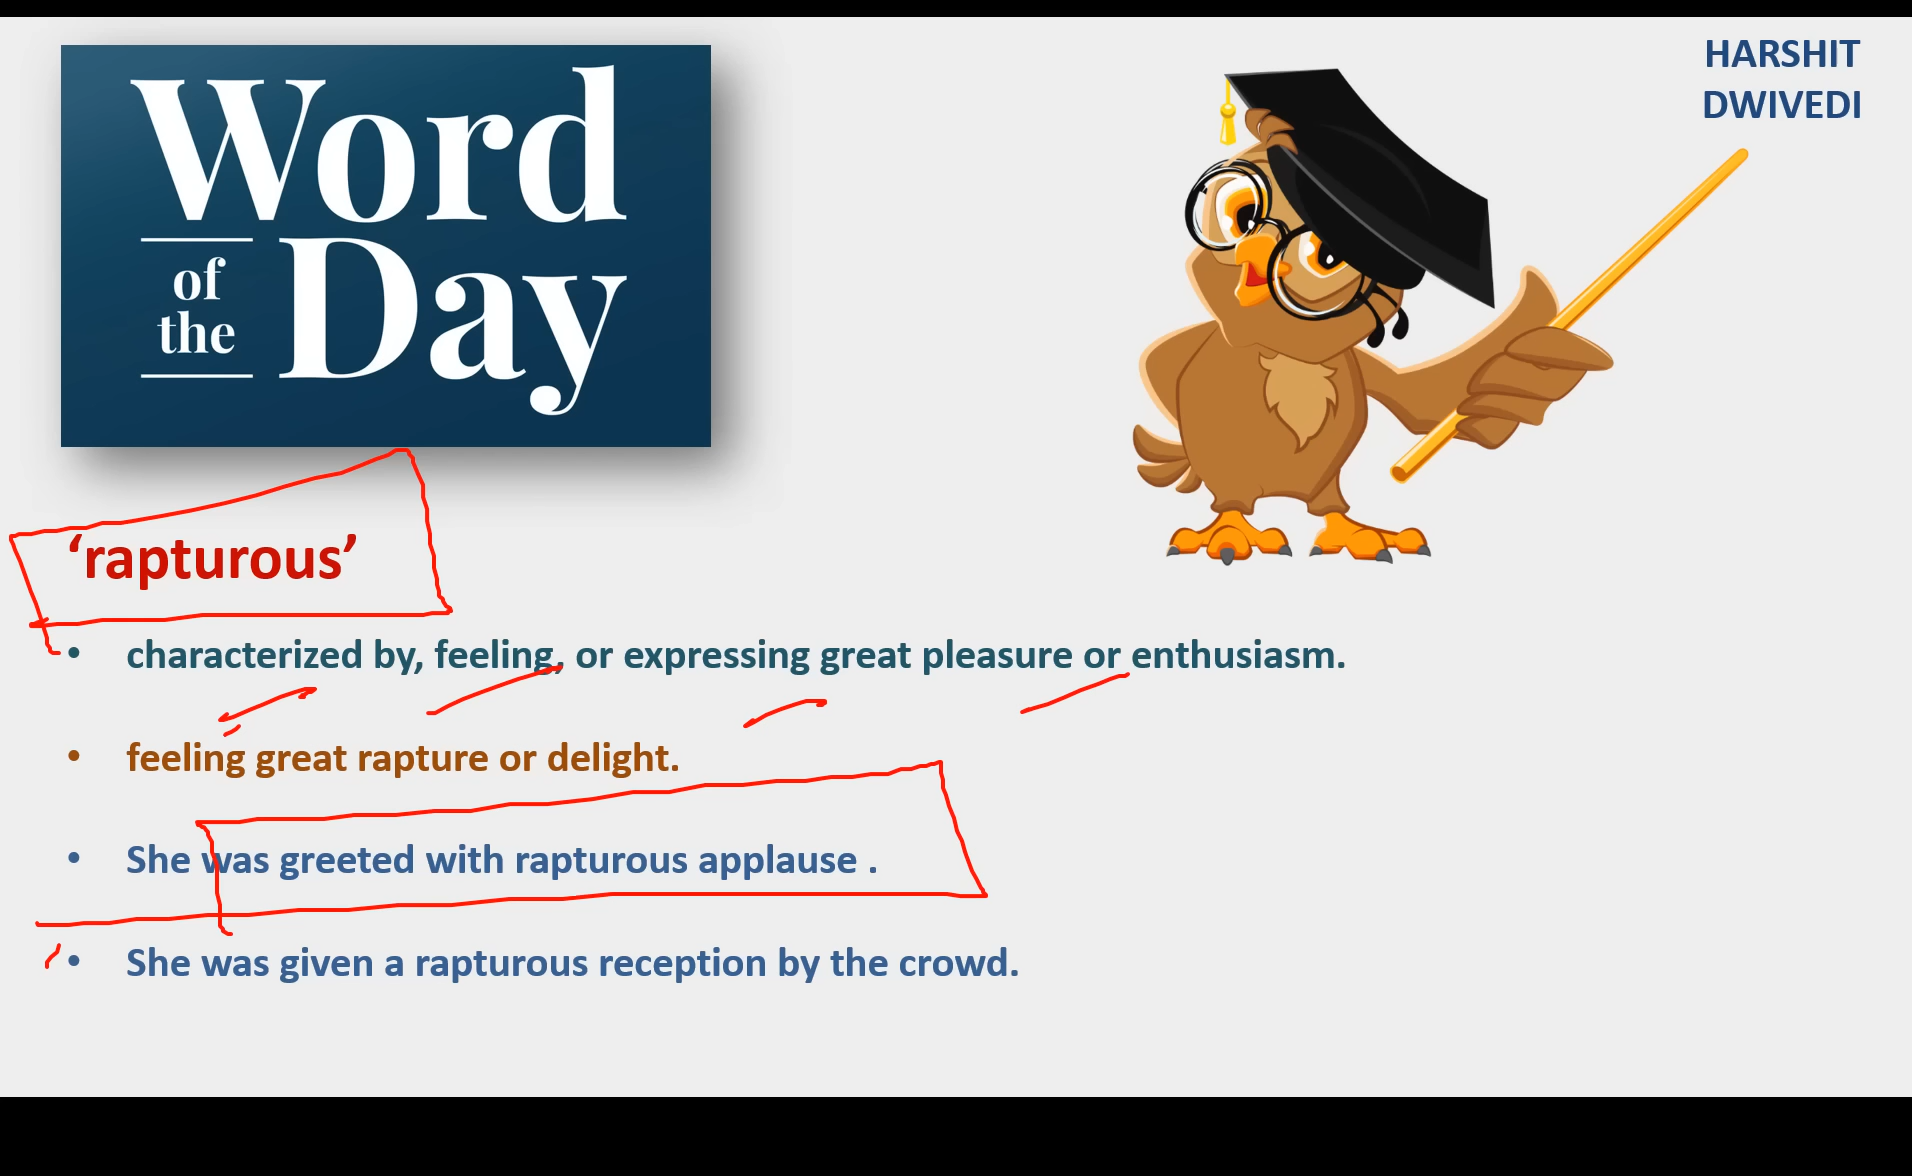 Word
of
the
Day
HARSHIT
DWIVEDI
‘rapturous’
• characterized by, feeling, or expressing great pleasure or enthusiasm.
• feeling great rapture or delight.
• She was greeted with rapturous applause .
• She was given a rapturous reception by the crowd.